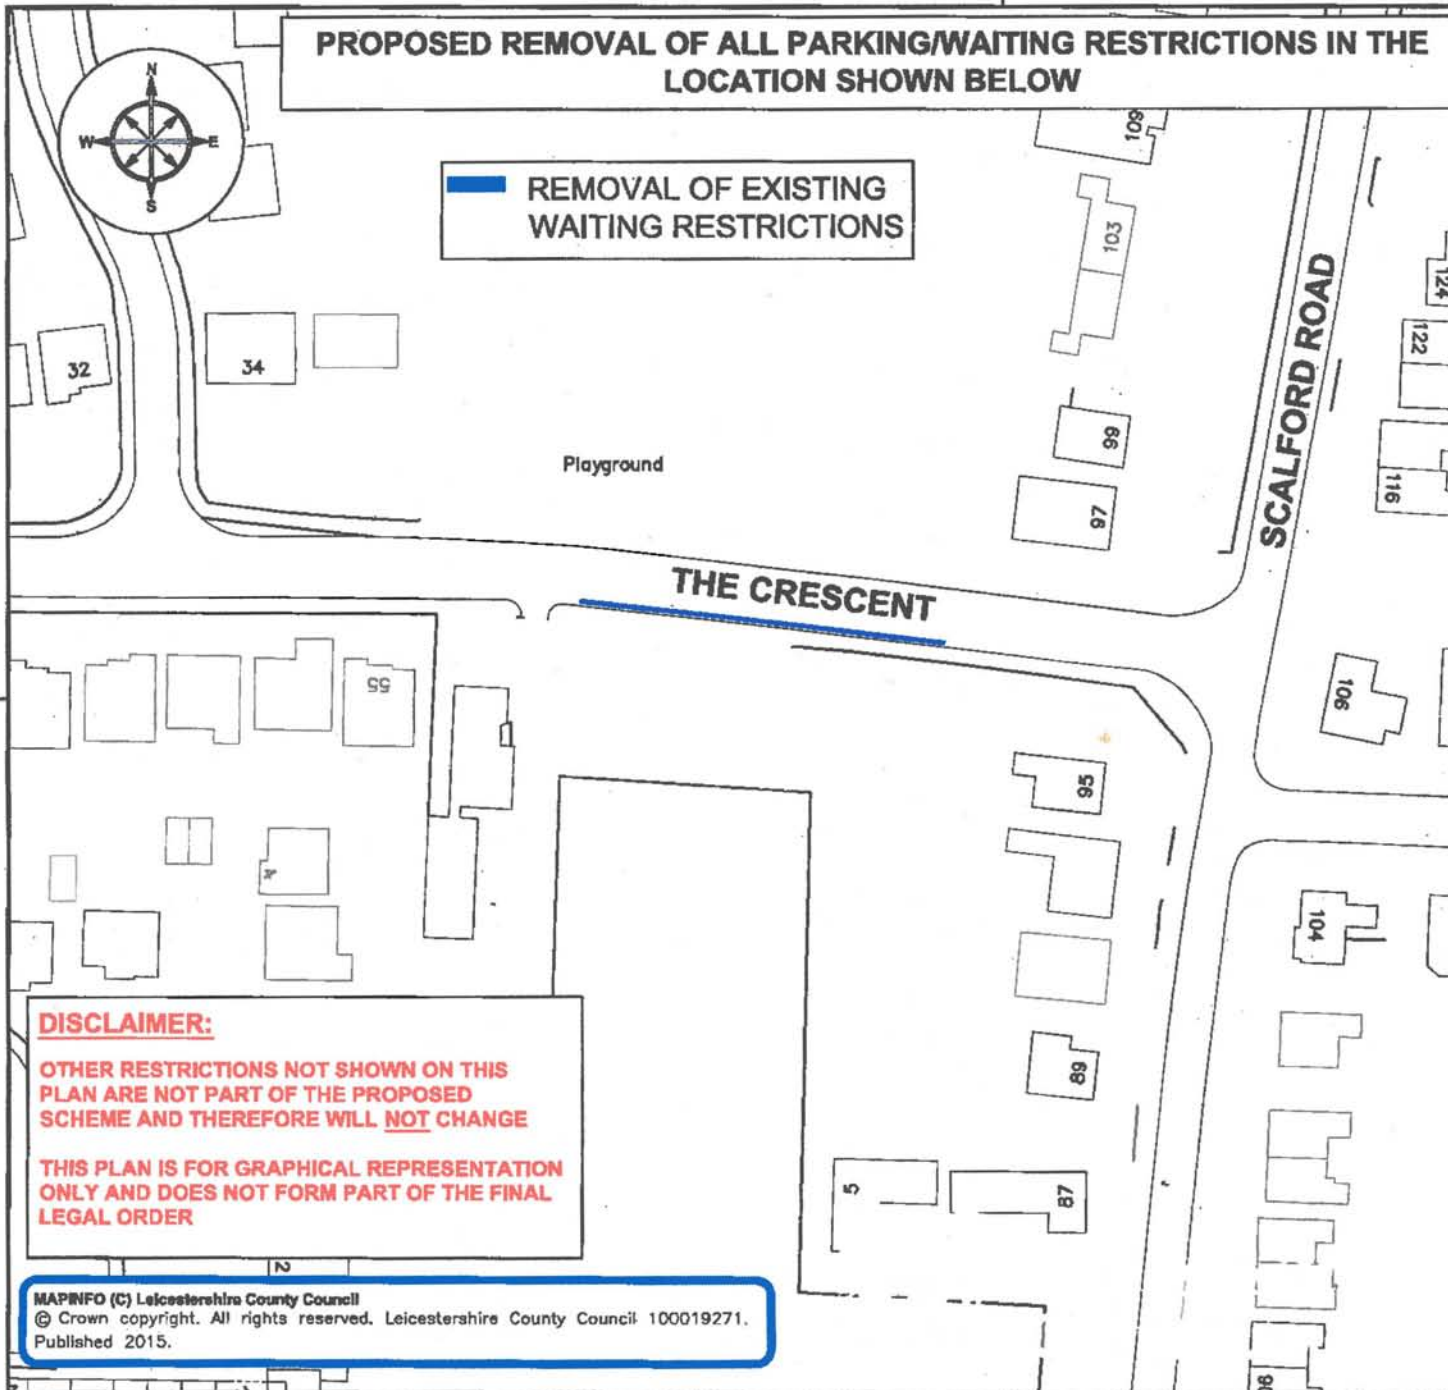 PROPOSED REMOVAL OF ALL PARKING/WAITING RESTRICTIONS IN THE
LOCATION SHOWN BELOW
N
W
E
S
REMOVAL OF EXISTING
WAITING RESTRICTIONS
109
103
124
122
32
34
99
116
97
Playground
SCALFORD ROAD
THE CRESCENT
55
106
95
104
89
5
87
DISCLAIMER:
OTHER RESTRICTIONS NOT SHOWN ON THIS
PLAN ARE NOT PART OF THE PROPOSED
SCHEME AND THEREFORE WILL NOT CHANGE
THIS PLAN IS FOR GRAPHICAL REPRESENTATION
ONLY AND DOES NOT FORM PART OF THE FINAL
LEGAL ORDER
2
MAPINFO (C) Leicestershire County Council
© Crown copyright. All rights reserved. Leicestershire County Council 100019271.
Published 2015.